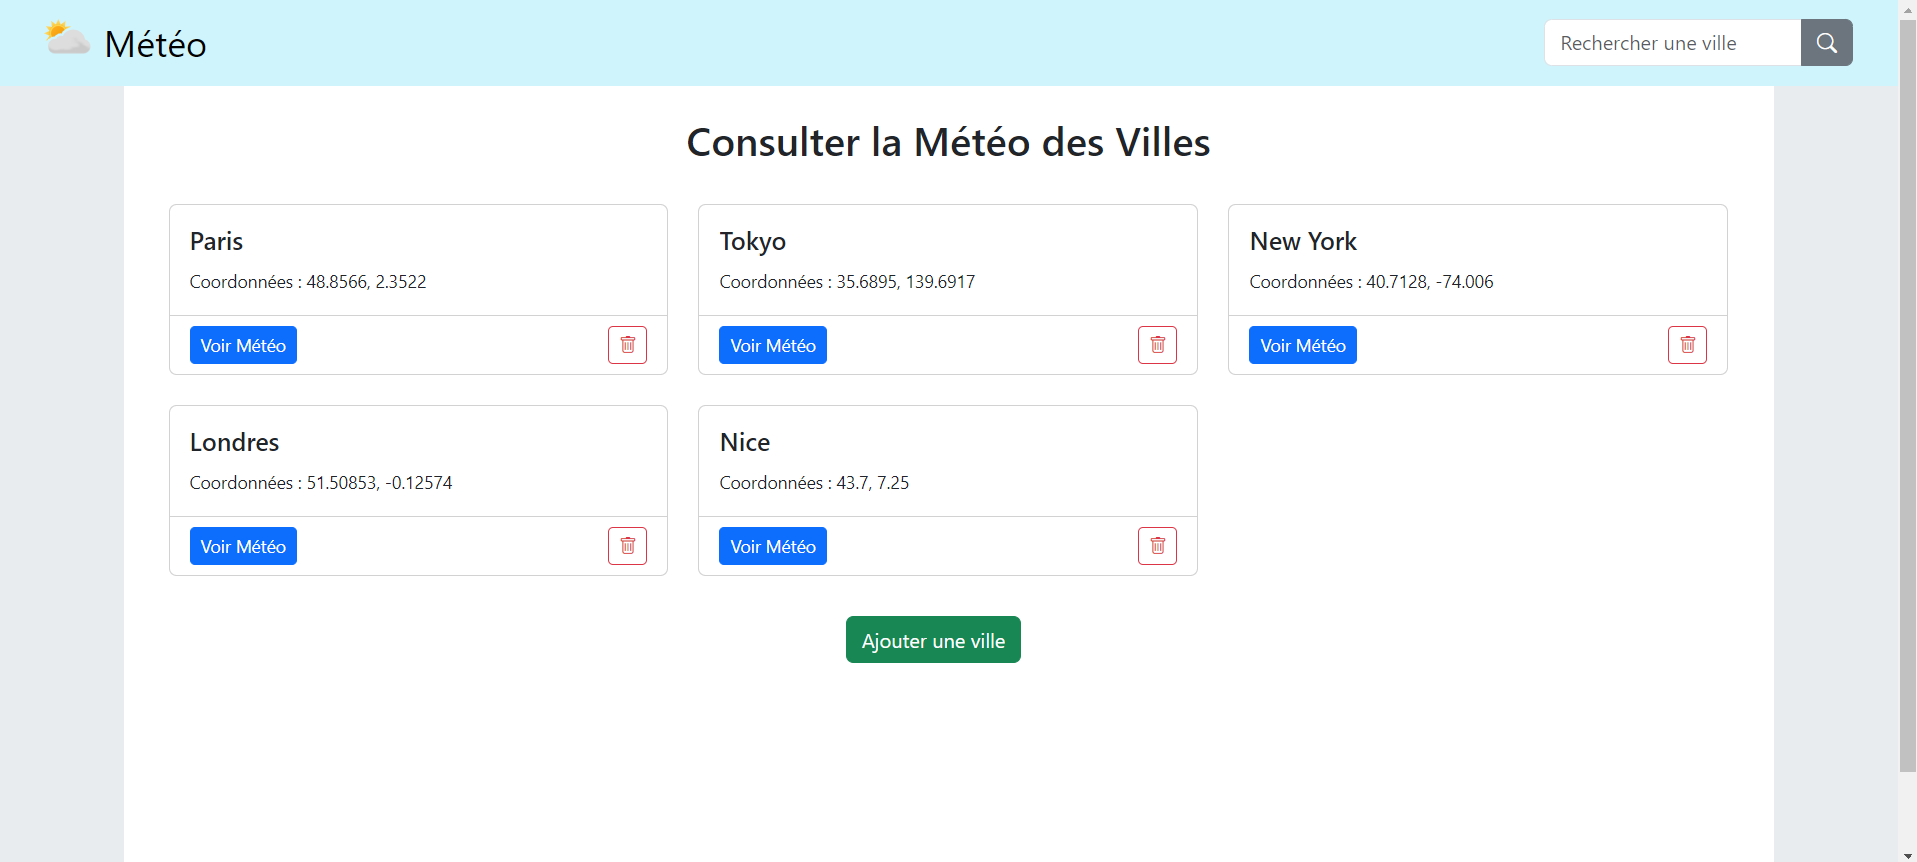 Météo
Rechercher une ville
Consulter la Météo des Villes
Paris
Coordonnées : 48.8566, 2.3522
Voir Météo
Tokyo
Coordonnées : 35.6895, 139.6917
Voir Météo
New York
Coordonnées : 40.7128, -74.006
Voir Météo
Londres
Coordonnées : 51.50853, -0.12574
Voir Météo
Nice
Coordonnées : 43.7, 7.25
Voir Météo
Ajouter une ville